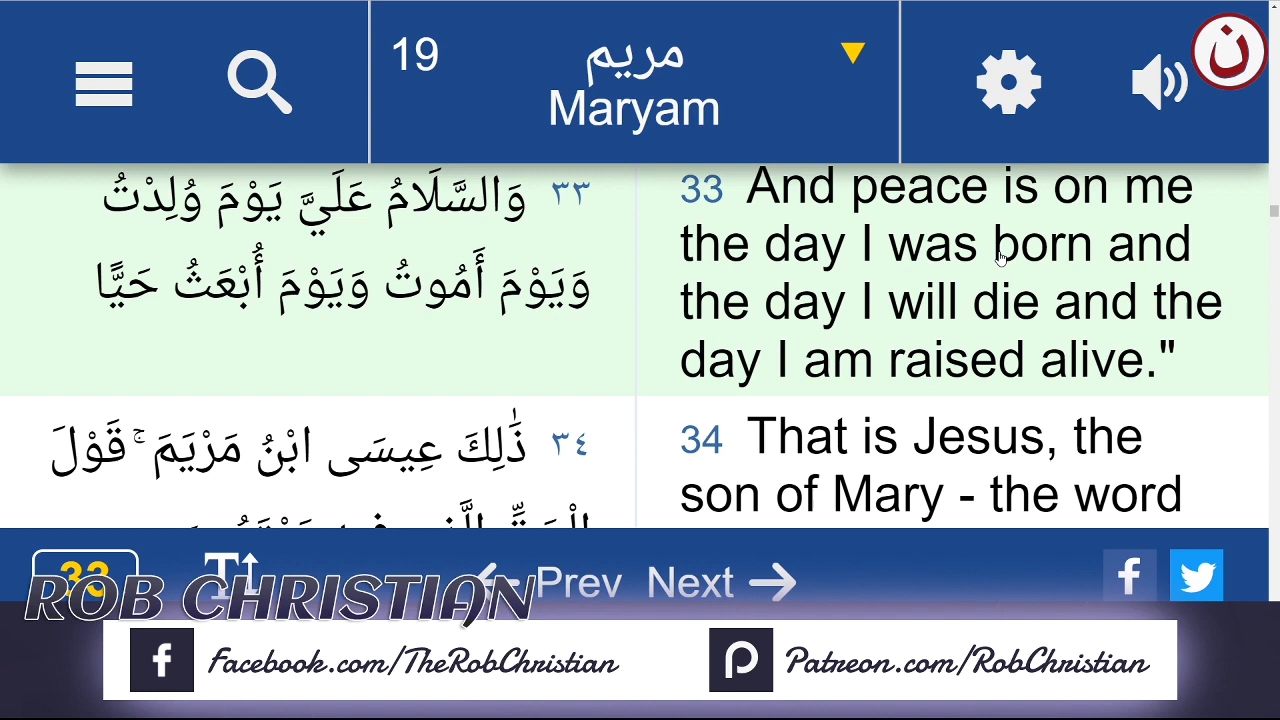 ن
19
مريم
Maryam
٣٣ وَالسَّلَامُ عَلَيَّ يَوْمَ وُلِدْتُ
وَيَوْمَ أَمُوتُ وَيَوْمَ أُبْعَثُ حَيًّا
33 And peace is on me
the day I was born and
the day I will die and the
day I am raised alive."
٣٤ ذَٰلِكَ عِيسَى ابْنُ مَرْيَمَ ۚ قَوْلَ
34 That is Jesus, the
son of Mary - the word
33
Prev Next
ROB CHRISTIAN
Facebook.com/TheRobChristian
Patreon.com/RobChristian